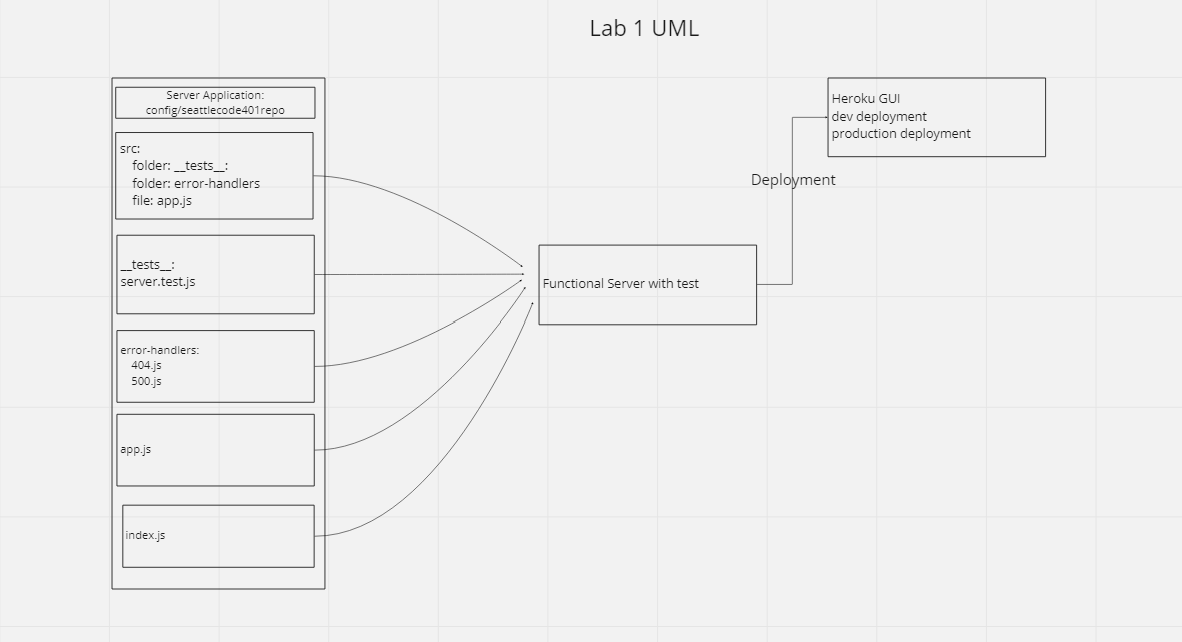 Lab 1 UML
Server Application:
config/seattlecode401repo
src:
folder: __tests__:
folder: error-handlers
file: app.js
__tests__:
server.test.js
error-handlers:
404.js
500.js
app.js
index.js
Functional Server with test
Deployment
Heroku GUI
dev deployment
production deployment